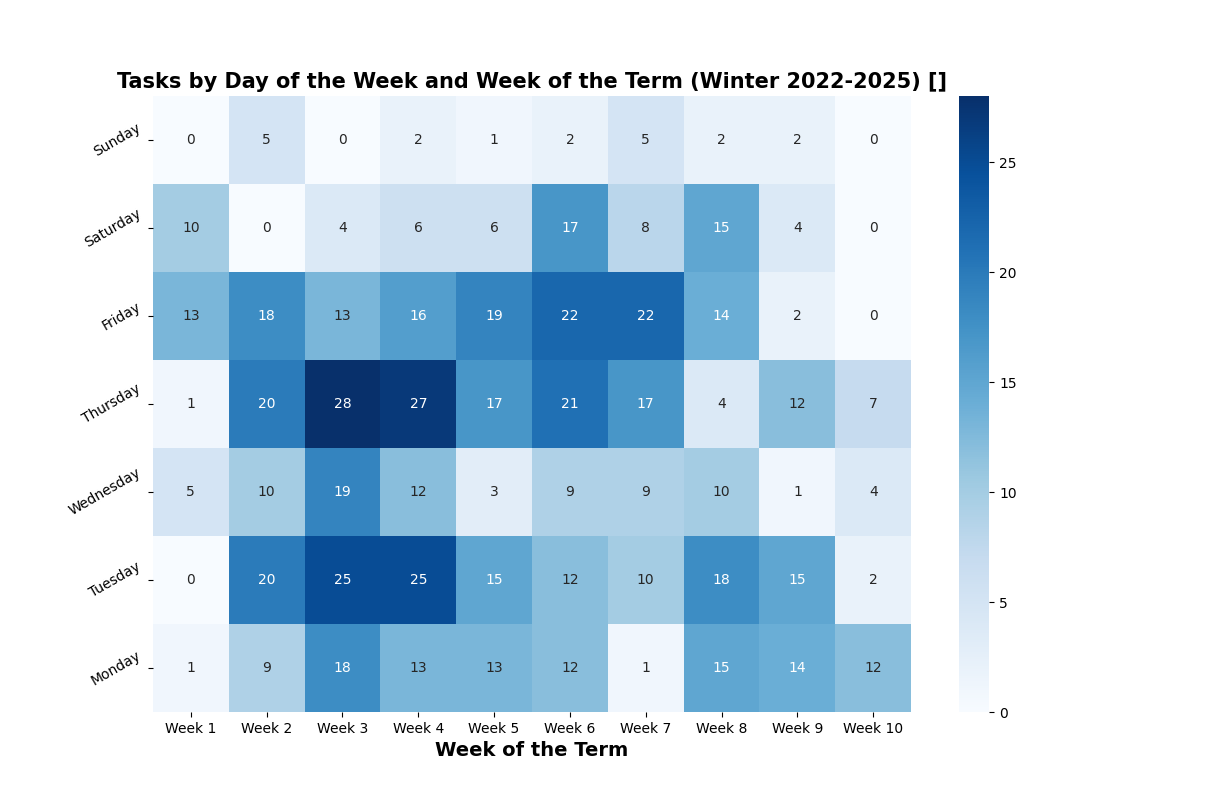 Tasks by Day of the Week and Week of the Term (Winter 2022-2025) []
Sunday 0 5 0 2 1 2 5 2 2 0
Saturday 10 0 4 6 6 17 8 15 4 0
Friday 13 18 13 16 19 22 22 14 2 0
Thursday 1 20 28 27 17 21 17 4 12 7
Wednesday 5 10 19 12 3 9 9 10 1 4
Tuesday 0 20 25 25 15 12 10 18 15 2
Monday 1 9 18 13 13 12 1 15 14 12
Week 1 Week 2 Week 3 Week 4 Week 5 Week 6 Week 7 Week 8 Week 9 Week 10
Week of the Term
25
20
15
10
5
0